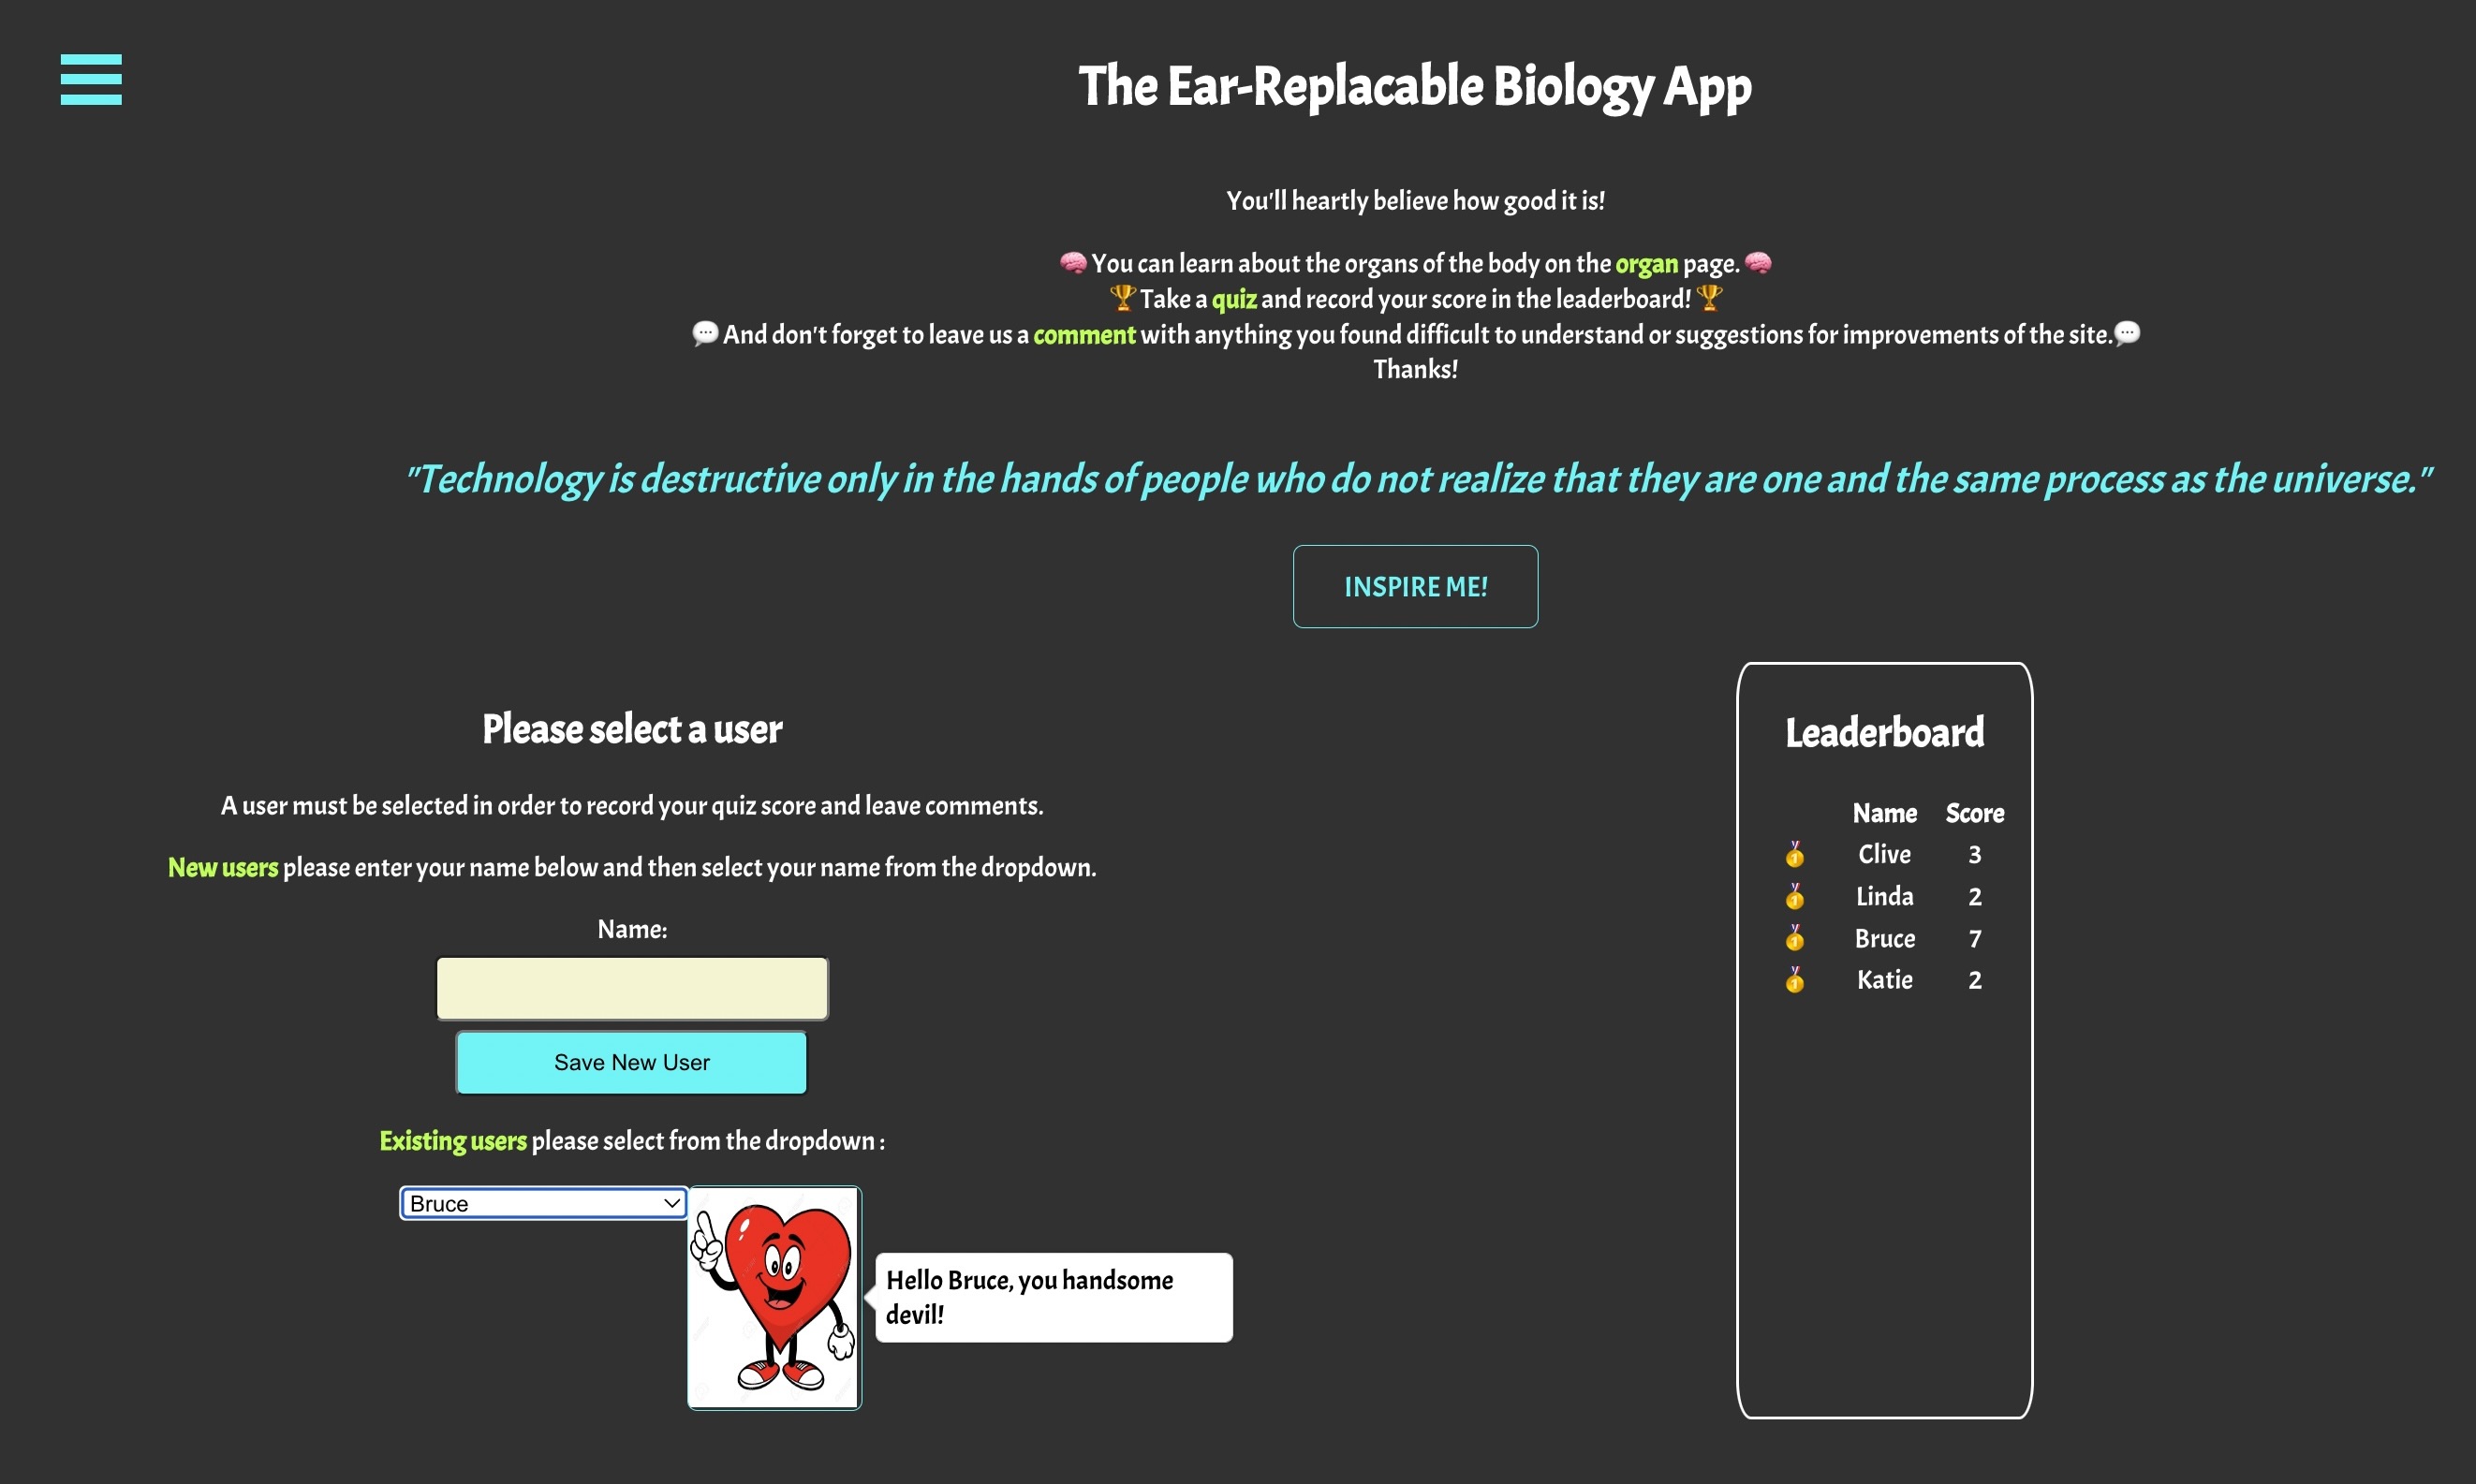 The Ear-Replacable Biology App
You'll heartly believe how good it is!
🧠 You can learn about the organs of the body on the organ page. 🧠
🏆 Take a quiz and record your score in the leaderboard! 🏆
💬 And don't forget to leave us a comment with anything you found difficult to understand or suggestions for improvements of the site. 💬
Thanks!
"Technology is destructive only in the hands of people who do not realize that they are one and the same process as the universe."
INSPIRE ME!
Please select a user
A user must be selected in order to record your quiz score and leave comments.
New users please enter your name below and then select your name from the dropdown.
Name:
Save New User
Existing users please select from the dropdown :
Bruce
Hello Bruce, you handsome
devil!
Leaderboard
Name Score
🥇 Clive 3
🥇 Linda 2
🥇 Bruce 7
🥇 Katie 2